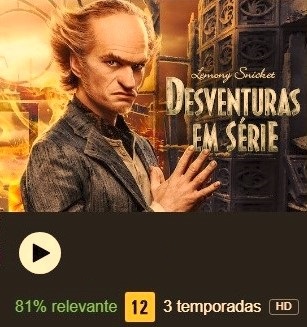 Lemony Snicket
DESVENTURAS
EM SÉRIE
81% relevante 12 3 temporadas HD